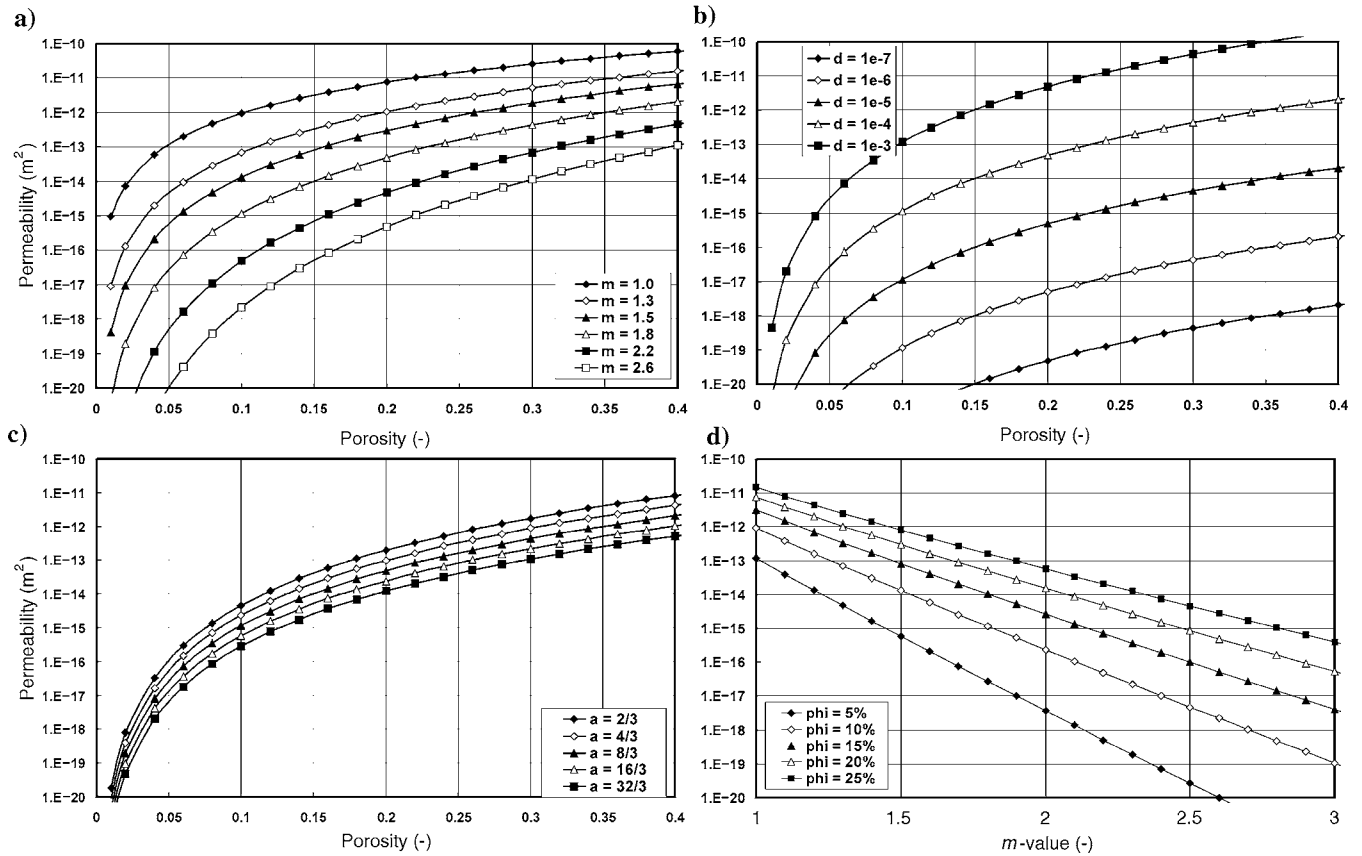 a)
1.E−10
1.E−11
1.E−12
1.E−13
1.E−14
1.E−15
1.E−16
1.E−17
1.E−18
1.E−19
1.E−20
Permeability (m²)
0 0.05 0.1 0.15 0.2 0.25 0.3 0.35 0.4
Porosity (-)
m = 1.0
m = 1.3
m = 1.5
m = 1.8
m = 2.2
m = 2.6
b)
1.E−10
1.E−11
1.E−12
1.E−13
1.E−14
1.E−15
1.E−16
1.E−17
1.E−18
1.E−19
1.E−20
0 0.05 0.1 0.15 0.2 0.25 0.3 0.35 0.4
Porosity (-)
d = 1e-7
d = 1e-6
d = 1e-5
d = 1e-4
d = 1e-3
c)
1.E−10
1.E−11
1.E−12
1.E−13
1.E−14
1.E−15
1.E−16
1.E−17
1.E−18
1.E−19
1.E−20
Permeability (m²)
0 0.05 0.1 0.15 0.2 0.25 0.3 0.35 0.4
Porosity (-)
a = 2/3
a = 4/3
a = 8/3
a = 16/3
a = 32/3
d)
1.E−10
1.E−11
1.E−12
1.E−13
1.E−14
1.E−15
1.E−16
1.E−17
1.E−18
1.E−19
1.E−20
1 1.5 2 2.5 3
m-value (-)
phi = 5%
phi = 10%
phi = 15%
phi = 20%
phi = 25%